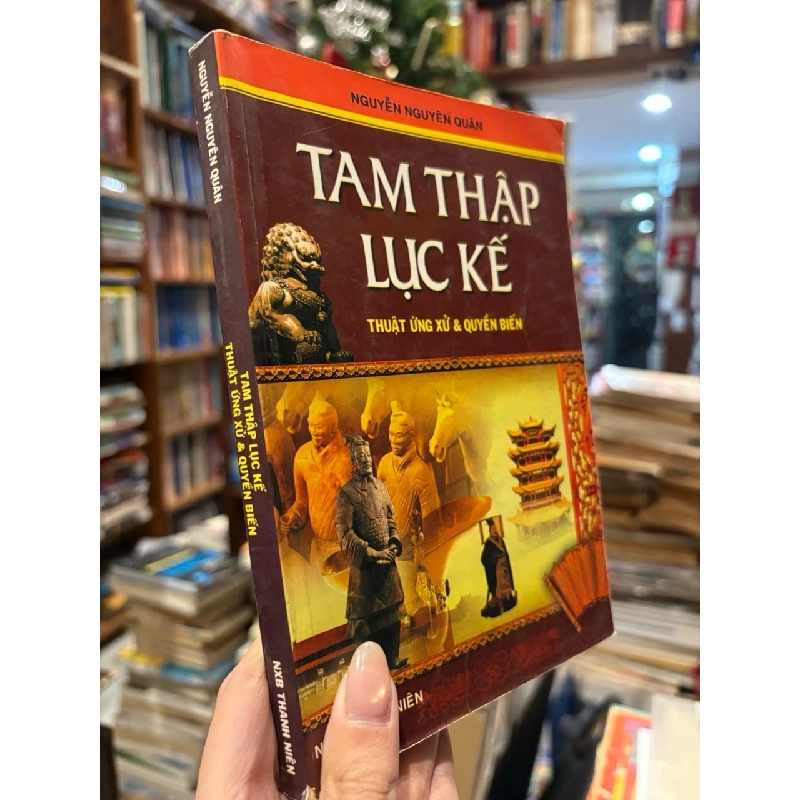 NGUYỄN NGUYÊN QUÂN
TAM THẬP
LỤC KẾ
THUẬT ỨNG XỬ & QUYỀN BIẾN
NIÊN
NGUYỄN NGUYÊN QUÂN
TAM THẬP LỤC KẾ
THUẬT ỨNG XỬ & QUYỀN BIẾN
NXB THANH NIÊN